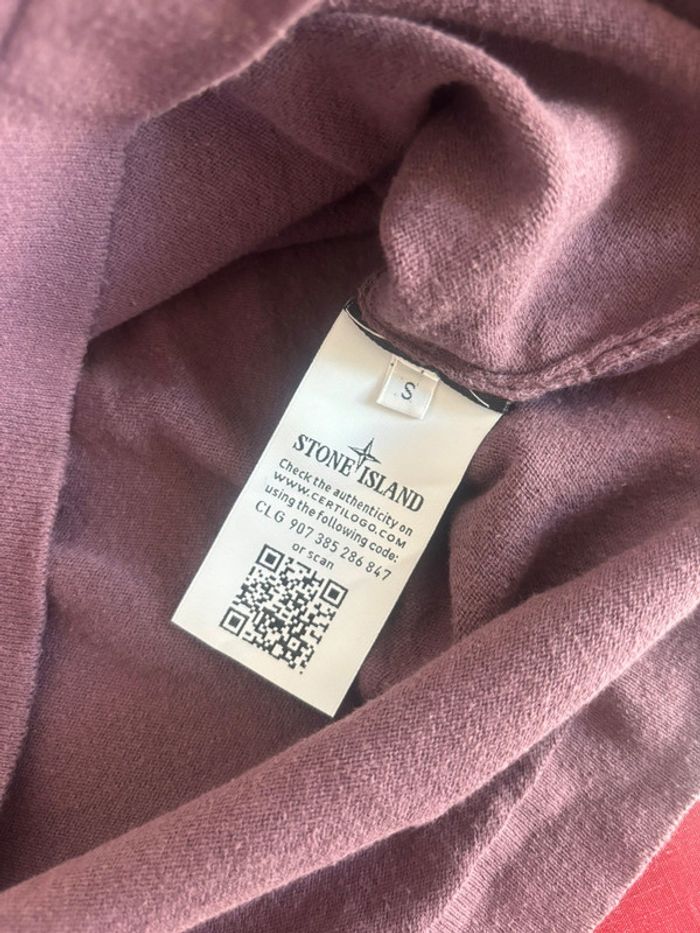 S
STONE ISLAND
Check the authenticity on
WWW.CERTILOGO.COM
using the following code:
CLG 907 385 286 847
or scan